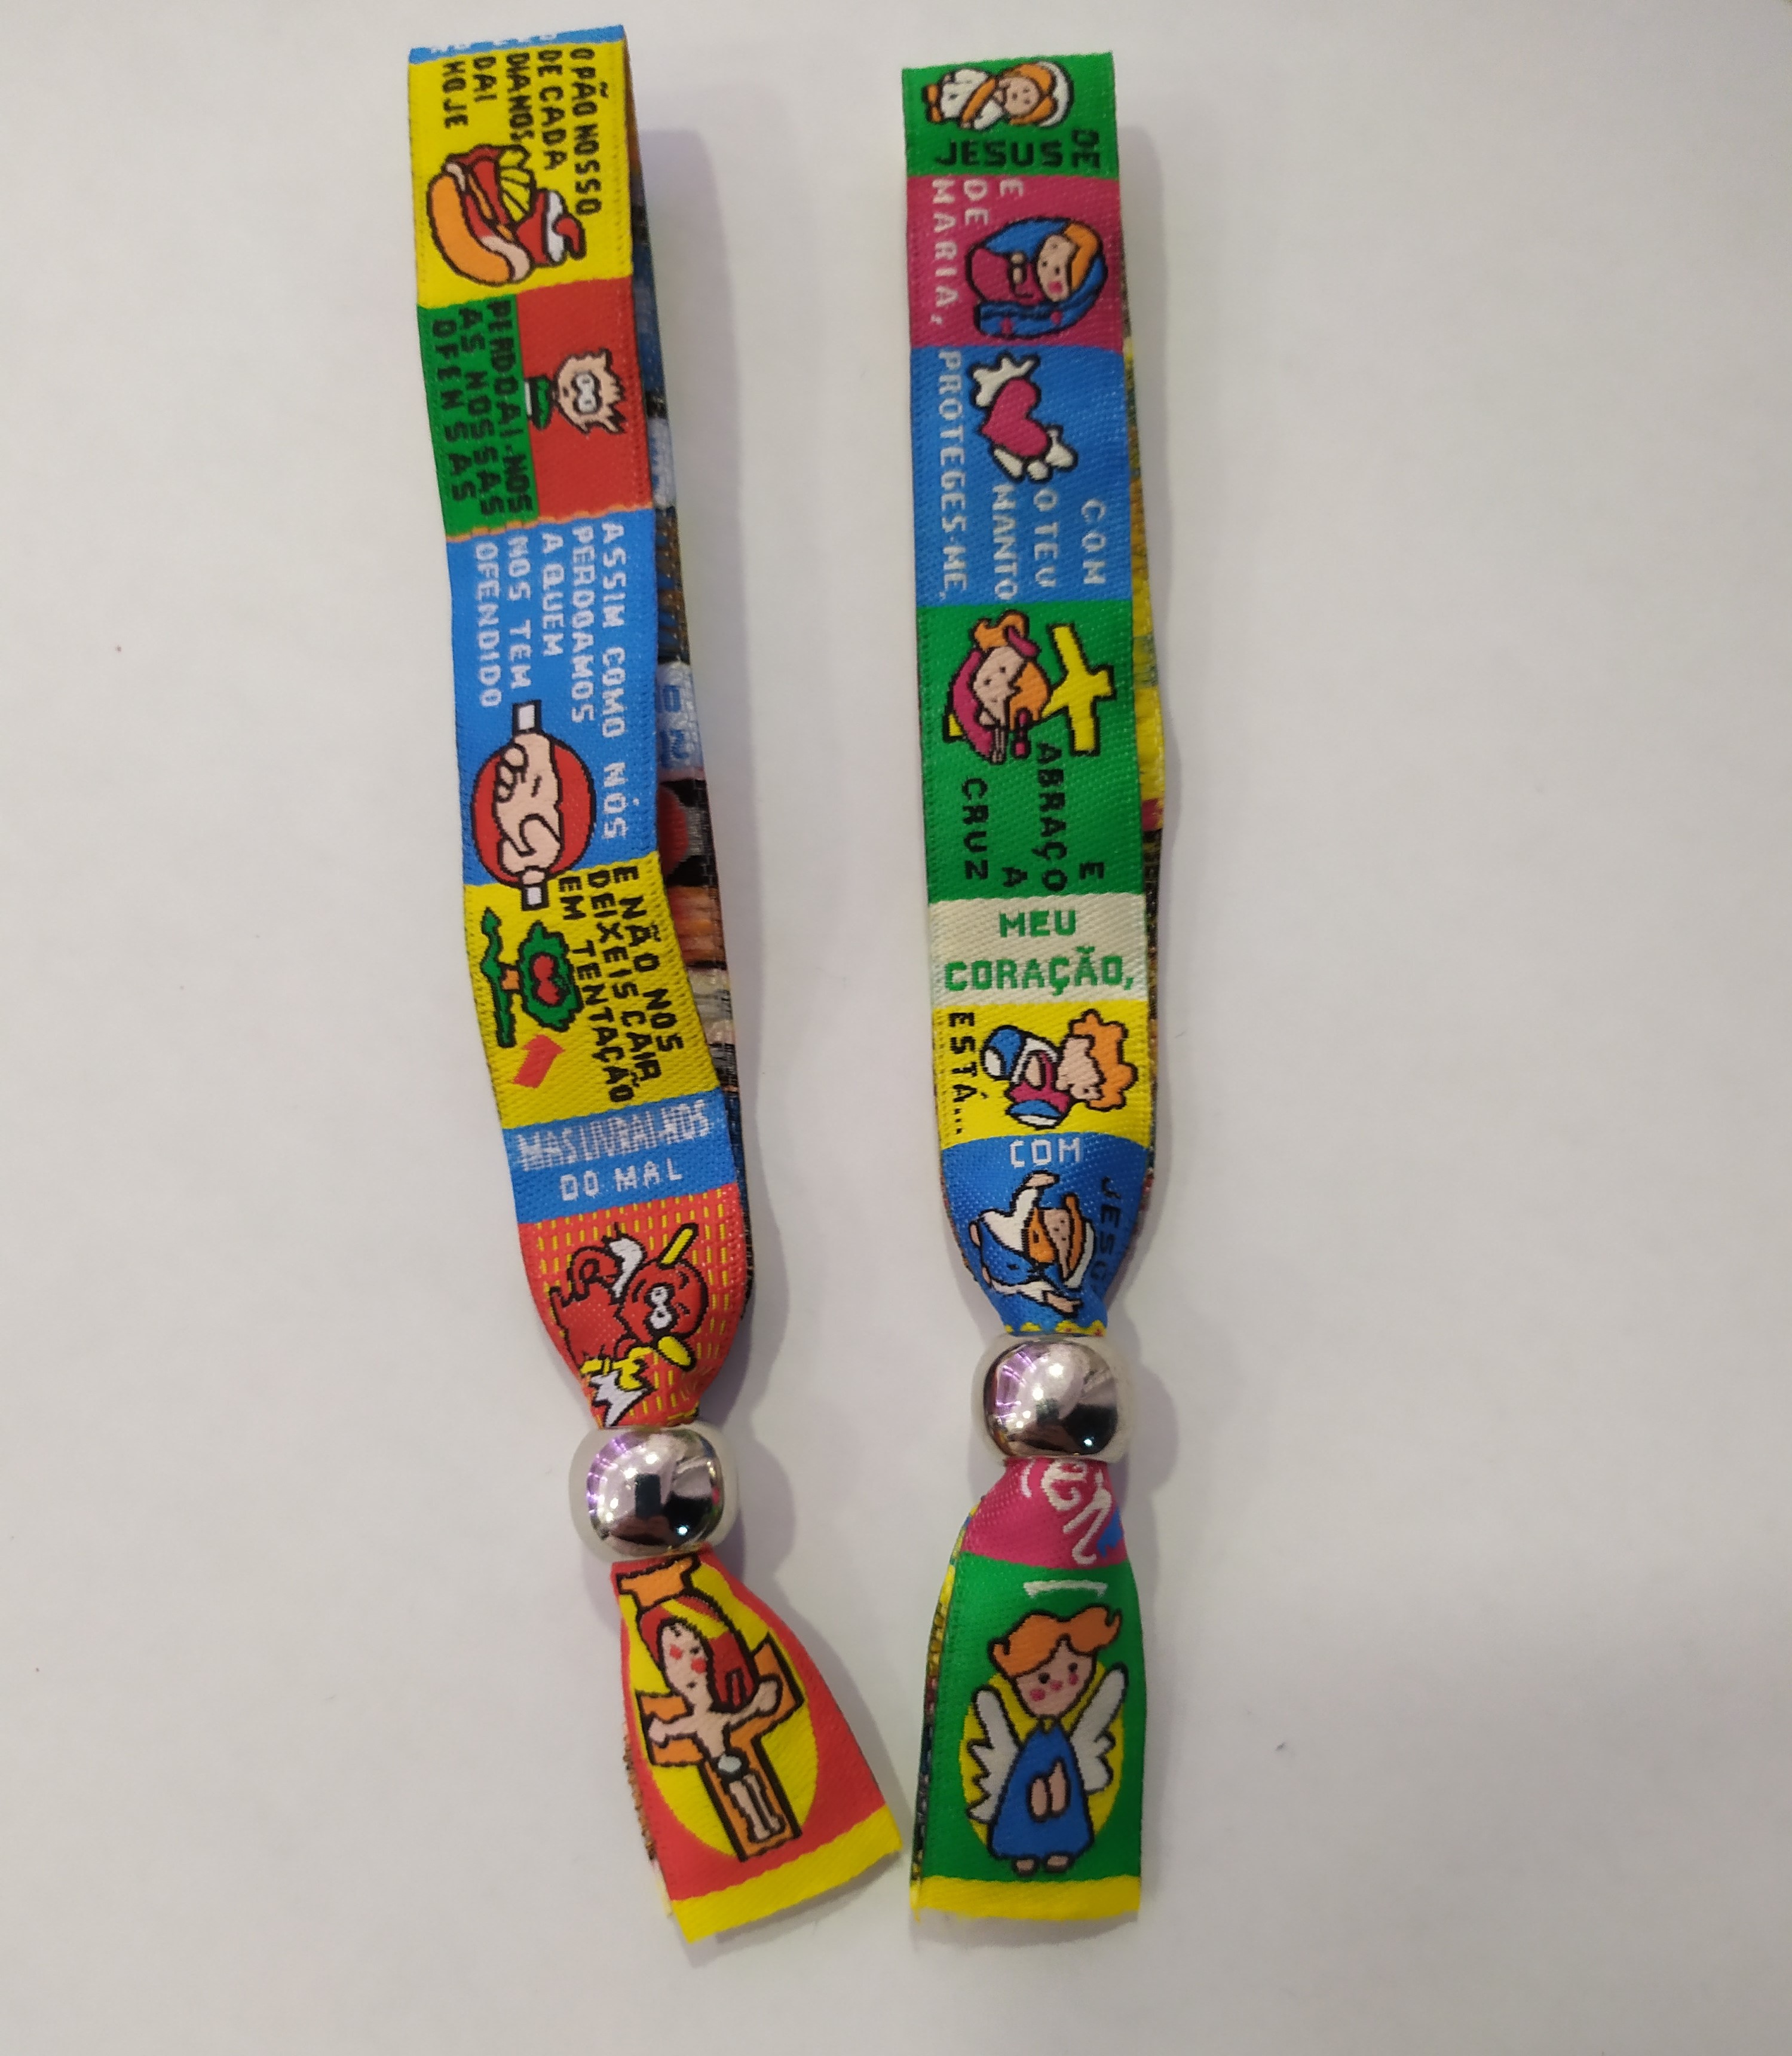 O PÃO NOSSO
DE CADA
DIA NOS
DAI
HOJE
PERDOAI-NOS
AS NOSSAS
OFENSAS
ASSIM COMO NÓS
PERDOAMOS
A QUEM
NOS TEM
OFENDIDO
E NÃO NOS
DEIXEIS CAIR
EM TENTAÇÃO
MAS LIVRAI-NOS
DO MAL
DE
JESUS
E
DE
MARIA,
COM
O TEU
MANTO
PROTEGES-ME,
E
ABRAÇO
A
CRUZ
MEU
CORAÇÃO,
ESTÁ...
COM
JESUS